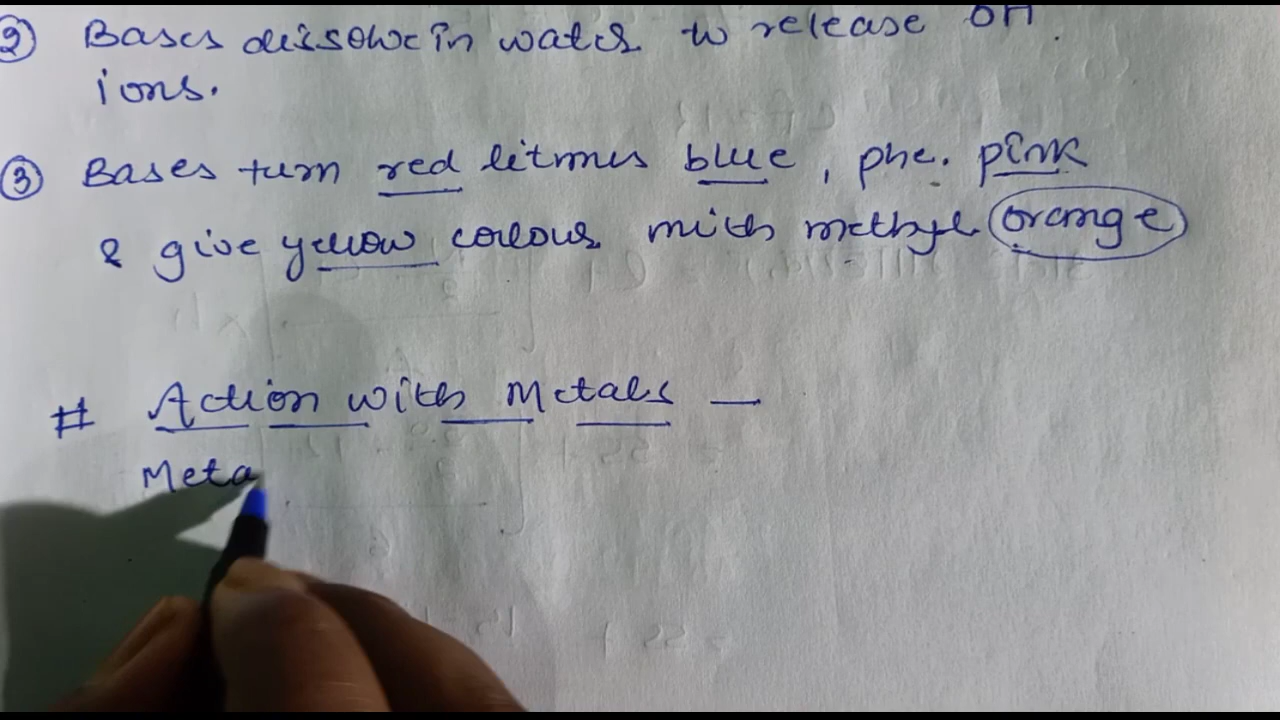 ② Bases dissolve in water to release OH
ions.
③ Bases turn red litmus blue, phe. pink
& give yellow colour with methyl orange
# Action with Metals —
Meta